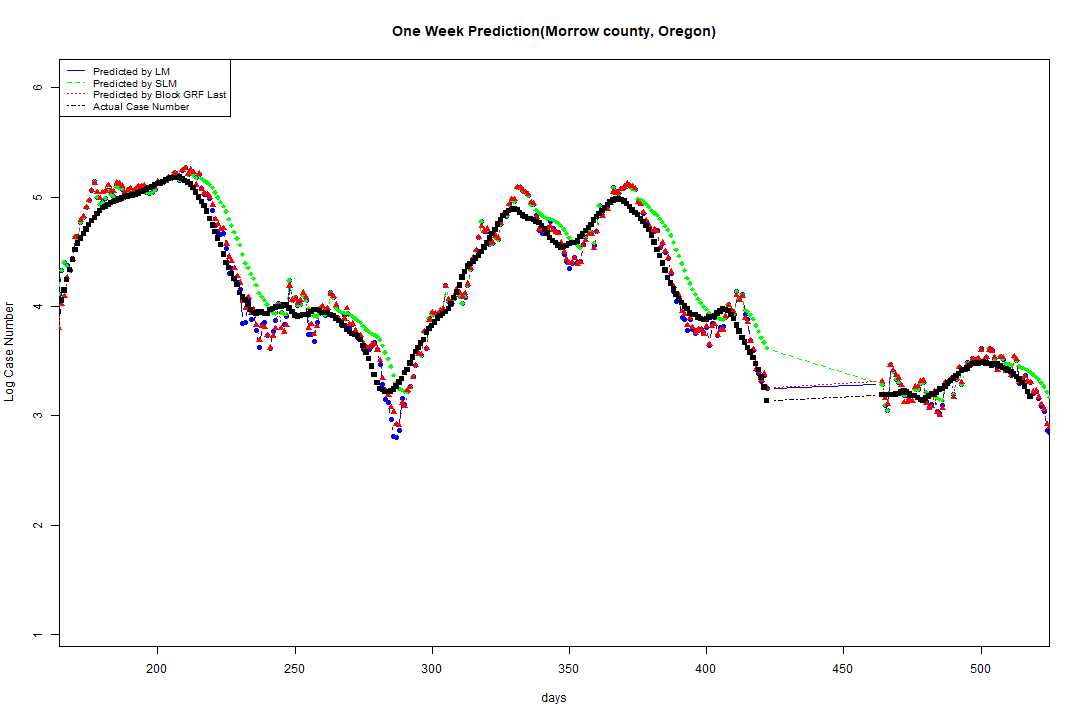 One Week Prediction(Morrow county, Oregon)
Predicted by LM
Predicted by SLM
Predicted by Block GRF Last
Actual Case Number
Log Case Number
6
5
4
3
2
1
200 250 300 350 400 450 500
days